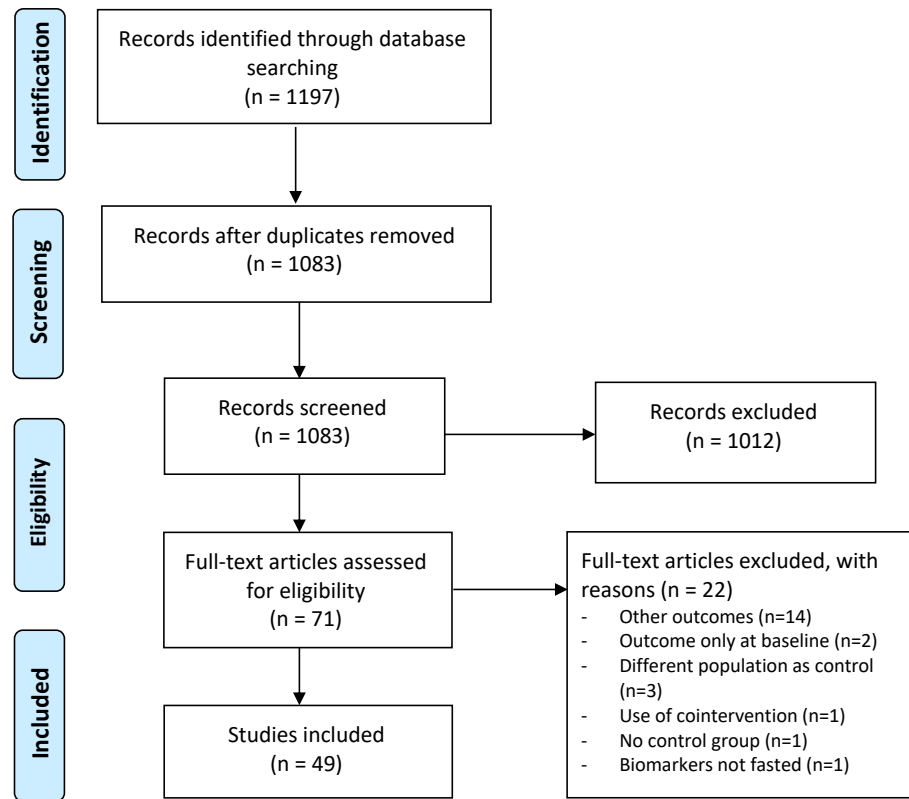 Identification
Records identified through database
searching
(n = 1197)
Screening
Records after duplicates removed
(n = 1083)
Records screened
(n = 1083)
Records excluded
(n = 1012)
Eligibility
Full-text articles assessed
for eligibility
(n = 71)
Full-text articles excluded, with
reasons (n = 22)
- Other outcomes (n=14)
- Outcome only at baseline (n=2)
- Different population as control
(n=3)
- Use of cointervention (n=1)
- No control group (n=1)
- Biomarkers not fasted (n=1)
Included
Studies included
(n = 49)